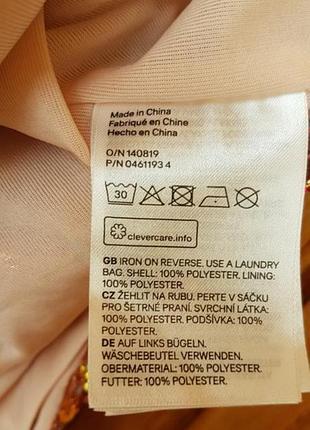 Made in China
Fabriqué en Chine
Hecho en China
O/N 140819
P/N 0461193 4
30
clevercare.info
GB IRON ON REVERSE. USE A LAUNDRY
BAG. SHELL: 100% POLYESTER. LINING:
100% POLYESTER.
CZ ŽEHLIT NA RUBU. PERTE V SÁČKU
PRO ŠETRNÉ PRANÍ. SVRCHNÍ LÁTKA:
100% POLYESTER. PODŠÍVKA: 100%
POLYESTER.
DE AUF LINKS BÜGELN.
WÄSCHEBEUTEL VERWENDEN.
OBERMATERIAL: 100% POLYESTER.
FUTTER: 100% POLYESTER.